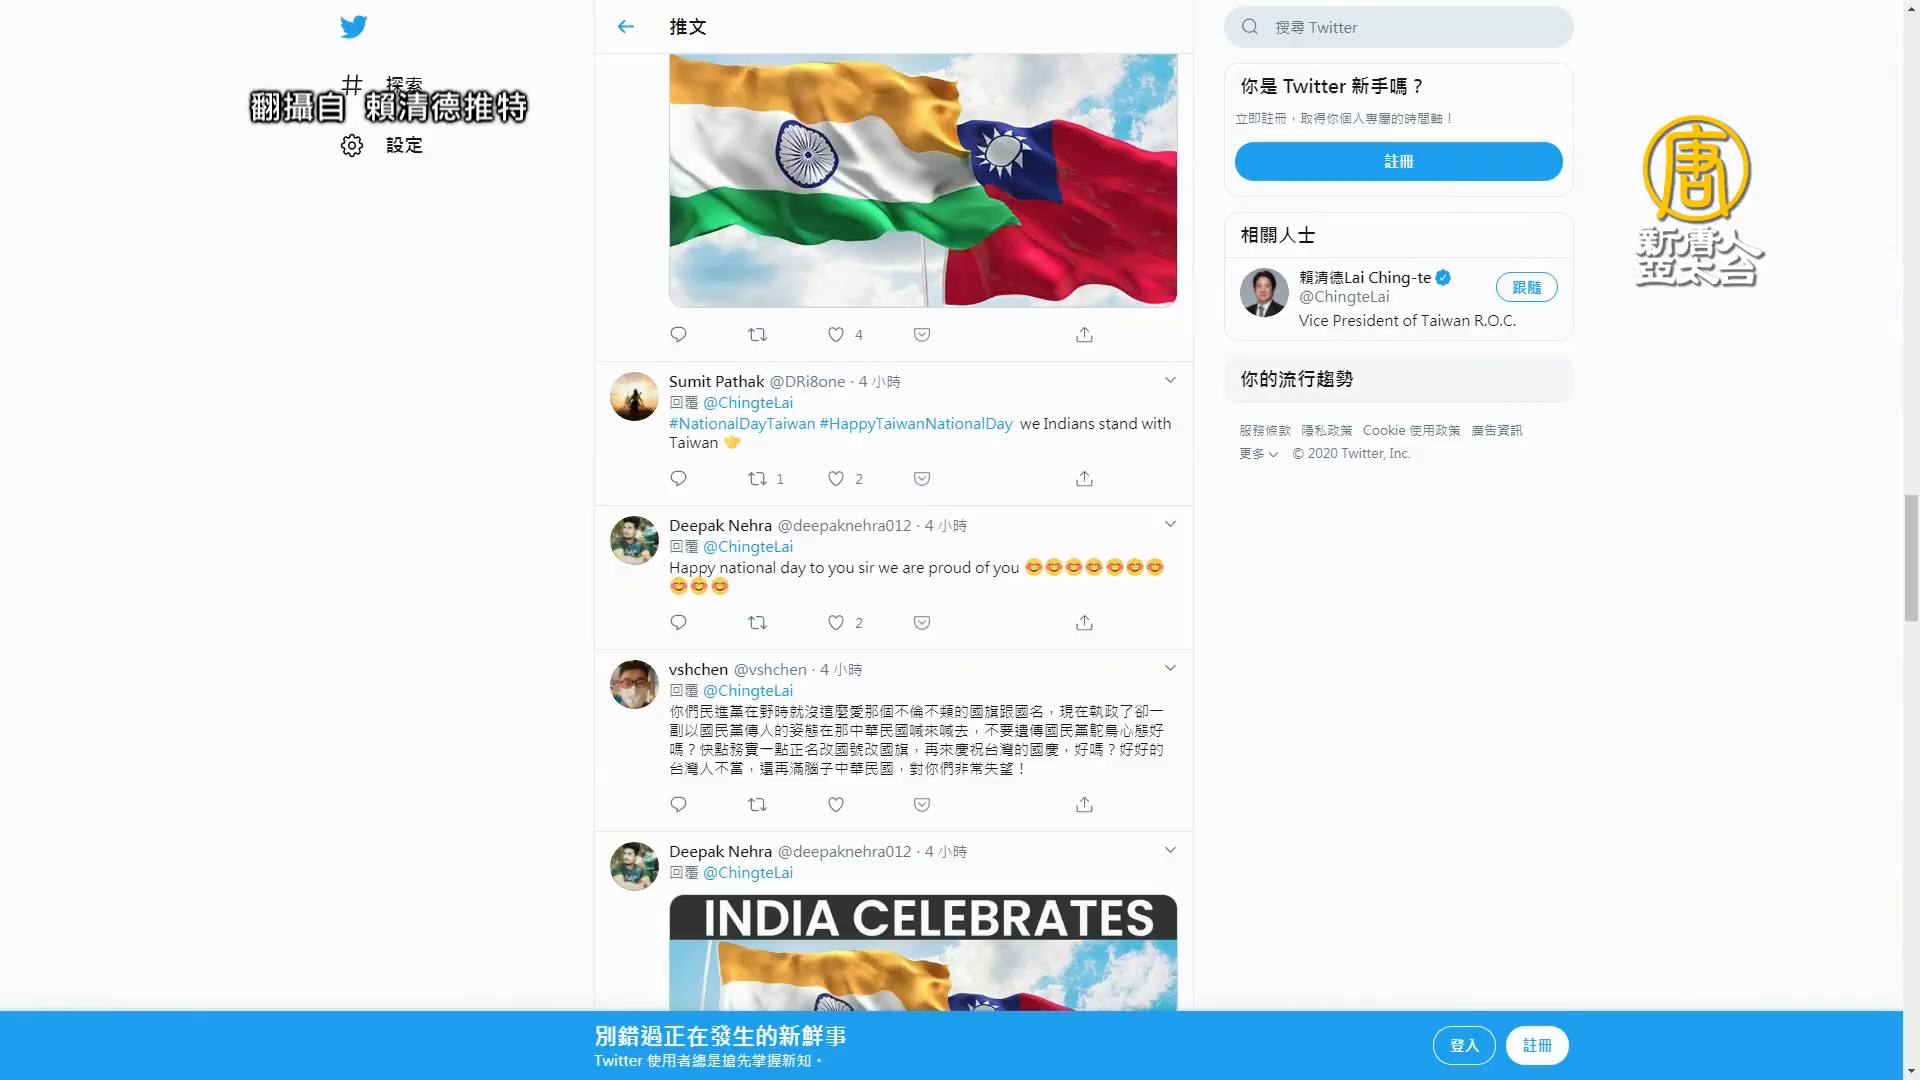 推文
探索
翻攝自 賴清德推特
設定
4
Sumit Pathak @DRi8one · 4 小時
回覆 @ChingteLai
#NationalDayTaiwan #HappyTaiwanNationalDay we Indians stand with
Taiwan
1
2
Deepak Nehra @deepaknehra012 · 4 小時
回覆 @ChingteLai
Happy national day to you sir we are proud of you
2
vshchen @vshchen · 4 小時
回覆 @ChingteLai
你們民進黨在野時就沒這麼愛那個不倫不類的國旗跟國名，現在執政了卻一
副以國民黨傳人的姿態在那中華民國喊來喊去，不要遺傳國民黨鴕鳥心態好
嗎？快點務實一點正名改國號改國旗，再來慶祝台灣的國慶，好嗎？好好的
台灣人不當，還再滿腦子中華民國，對你們非常失望！
Deepak Nehra @deepaknehra012 · 4 小時
回覆 @ChingteLai
INDIA CELEBRATES
搜尋 Twitter
你是 Twitter 新手嗎？
立即註冊，取得你個人專屬的時間軸！
註冊
相關人士
賴清德Lai Ching-te
@ChingteLai
跟隨
Vice President of Taiwan R.O.C.
你的流行趨勢
服務條款 隱私政策 Cookie 使用政策 廣告資訊
更多 © 2020 Twitter, Inc.
唐
新唐人
亞太台
別錯過正在發生的新鮮事
Twitter 使用者總是搶先掌握新知。
登入
註冊